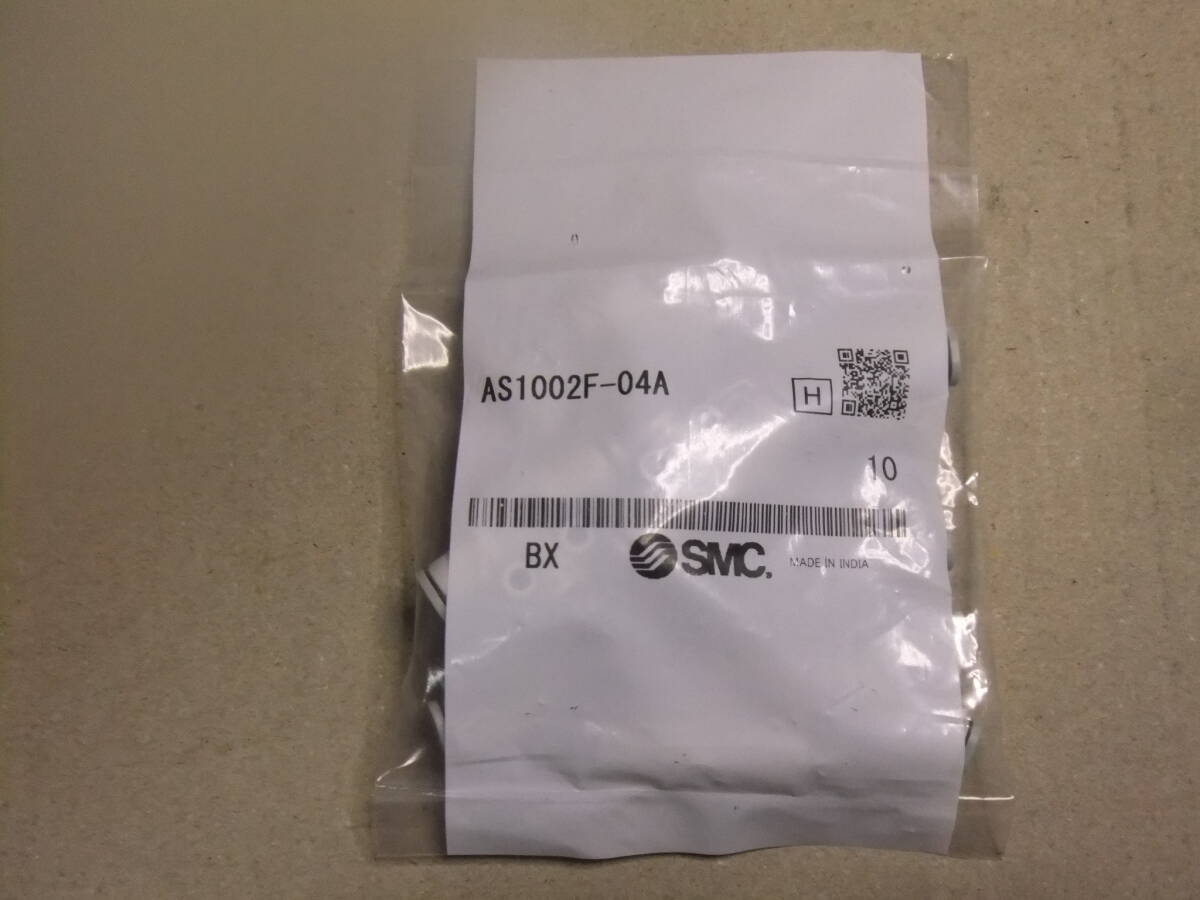 AS1002F-04A
H
10
BX
SMC.
MADE IN INDIA